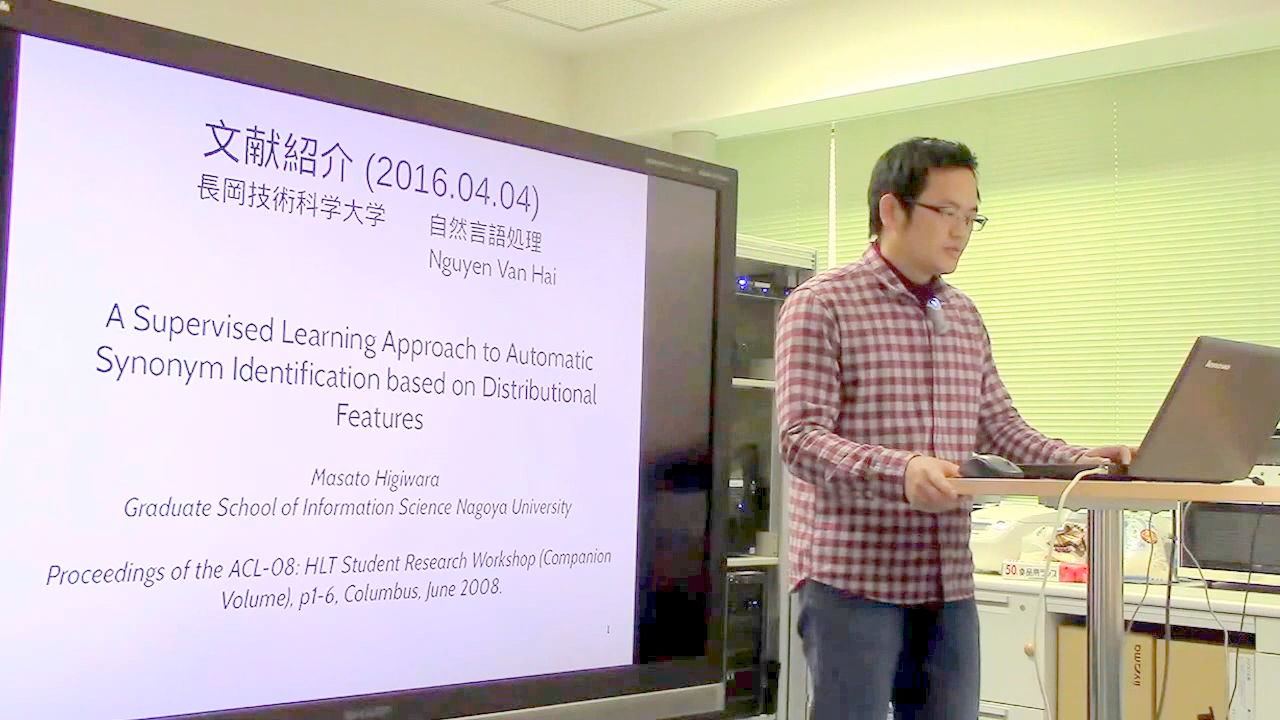 文献紹介 (2016.04.04)
長岡技術科学大学 自然言語処理
Nguyen Van Hai
A Supervised Learning Approach to Automatic
Synonym Identification based on Distributional
Features
Masato Higiwara
Graduate School of Information Science Nagoya University
Proceedings of the ACL-08: HLT Student Research Workshop (Companion
Volume), p1-6, Columbus, June 2008.
1
lenovo
iiyama